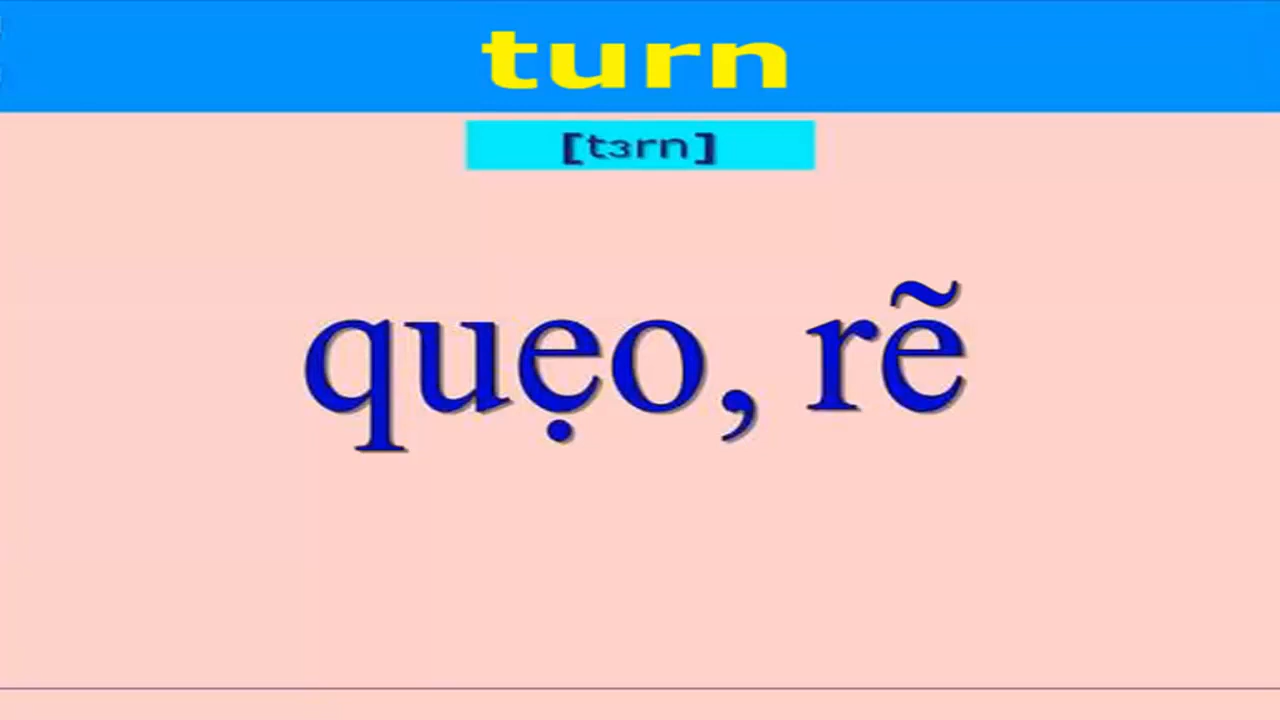 turn
[tɜrn]
quẹo, rẽ